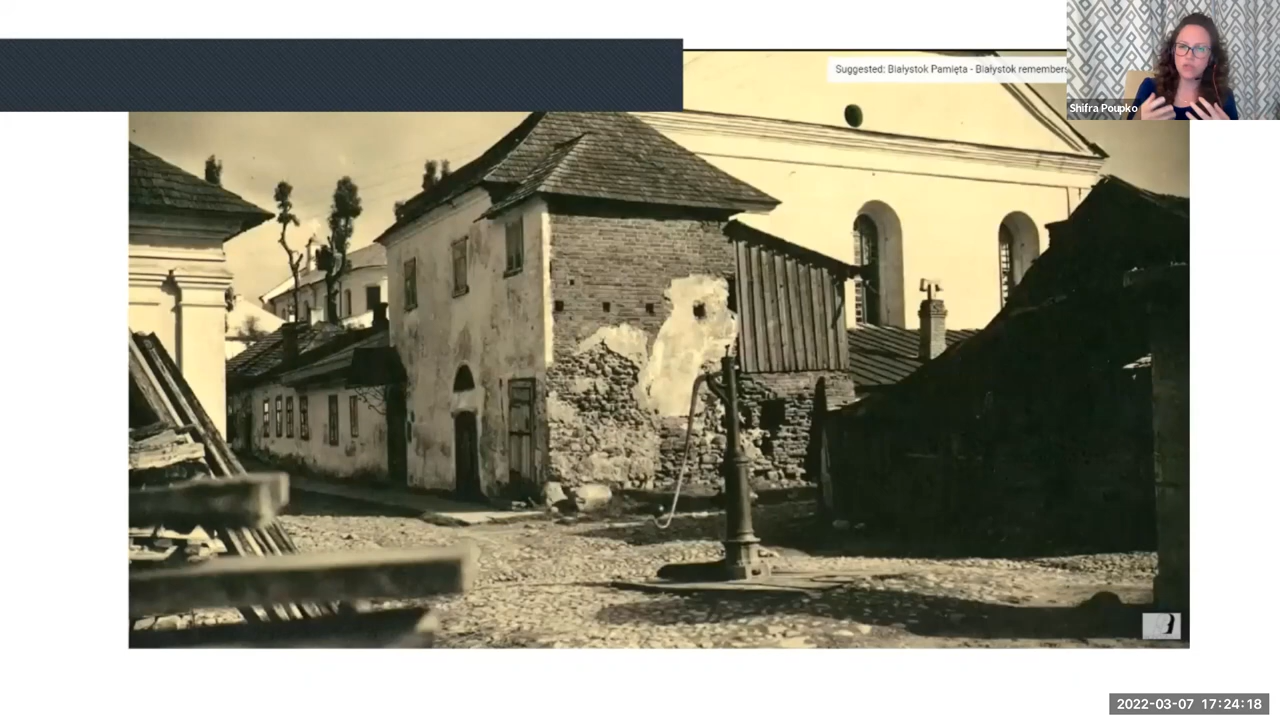 Suggested: Białystok Pamięta - Białystok remembers
Shifra Poupko
2022-03-07 17:24:18